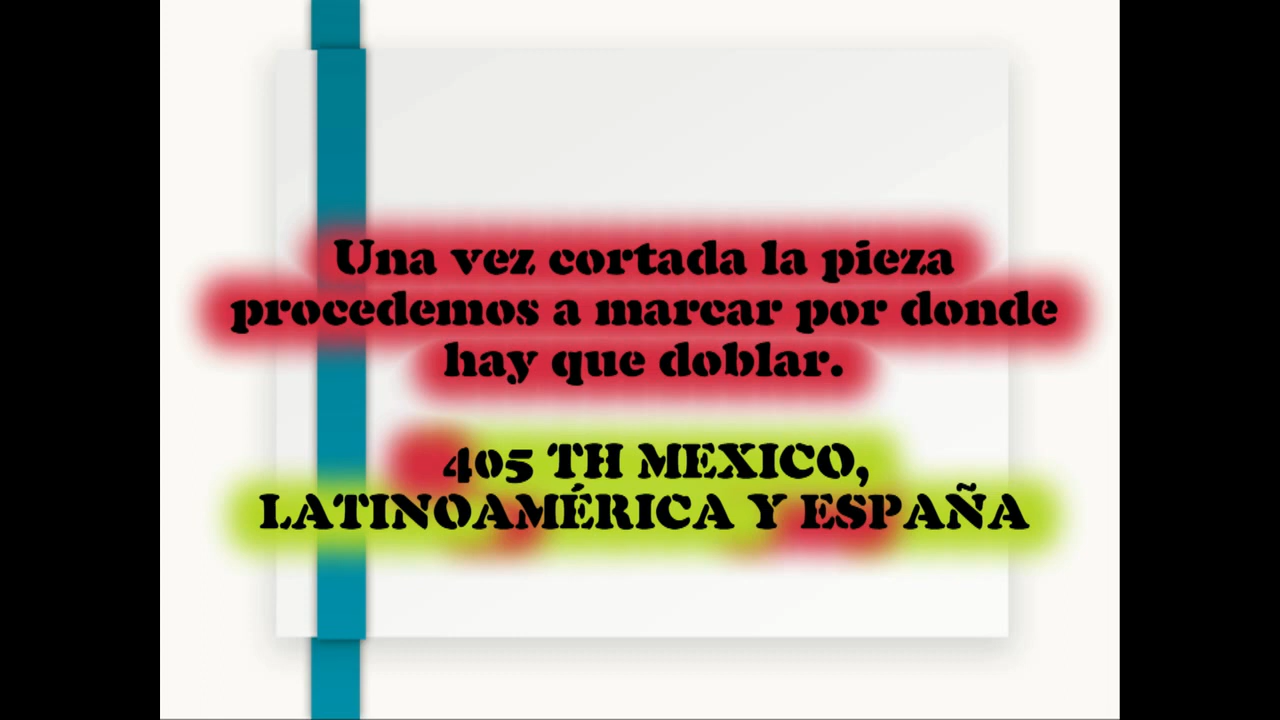 Una vez cortada la pieza
procedemos a marcar por donde
hay que doblar.
405 TH MEXICO,
LATINOAMÉRICA Y ESPAÑA